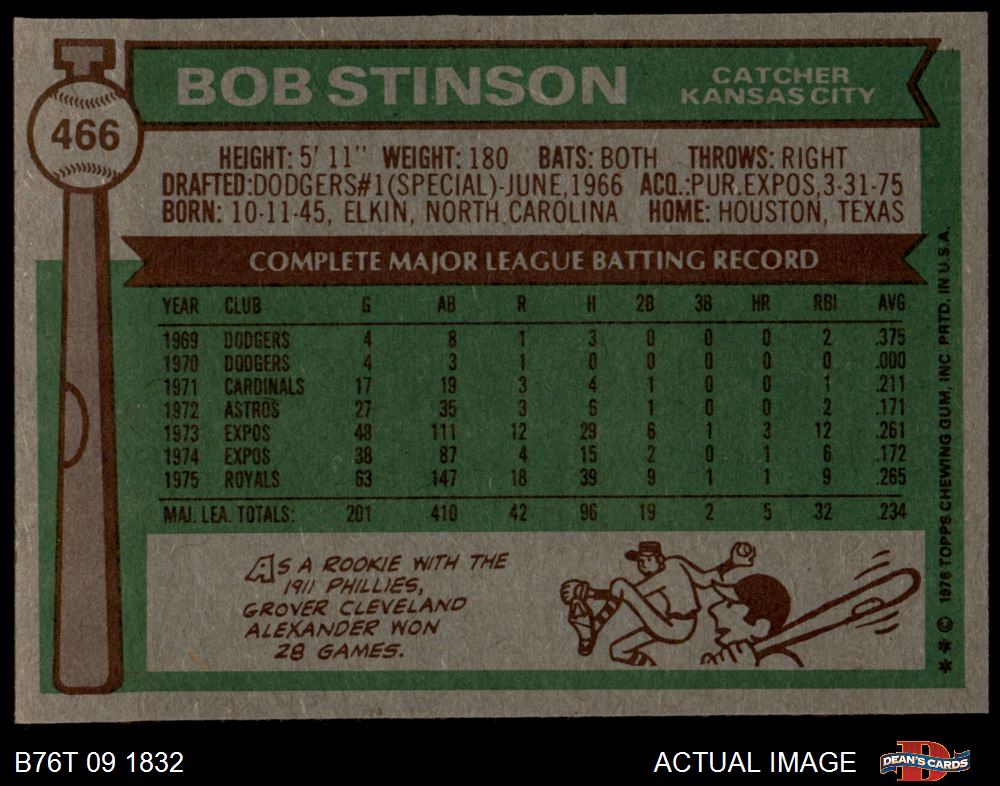 BOB STINSON
CATCHER
KANSAS CITY
466
HEIGHT: 5' 11" WEIGHT: 180 BATS: BOTH THROWS: RIGHT
DRAFTED:DODGERS#1(SPECIAL)-JUNE,1966 ACQ.:PUR.EXPOS,3-31-75
BORN: 10-11-45, ELKIN, NORTH CAROLINA HOME: HOUSTON, TEXAS
COMPLETE MAJOR LEAGUE BATTING RECORD
YEAR CLUB G AB R H 2B 3B HR RBI AVG
1969 DODGERS 4 8 1 3 0 0 0 2 .375
1970 DODGERS 4 3 1 0 0 0 0 0 .000
1971 CARDINALS 17 19 3 4 1 0 0 1 .211
1972 ASTROS 27 35 3 6 1 0 0 2 .171
1973 EXPOS 48 111 12 29 6 1 3 12 .261
1974 EXPOS 38 87 4 15 2 0 1 6 .172
1975 ROYALS 63 147 18 39 9 1 1 9 .265
MAJ. LEA. TOTALS: 201 410 42 96 19 2 5 32 .234
AS A ROOKIE WITH THE
1911 PHILLIES,
GROVER CLEVELAND
ALEXANDER WON
28 GAMES.
* * © 1976 TOPPS CHEWING GUM, INC PRTD. IN U.S.A.
B76T 09 1832
ACTUAL IMAGE
D
DEAN'S CARDS